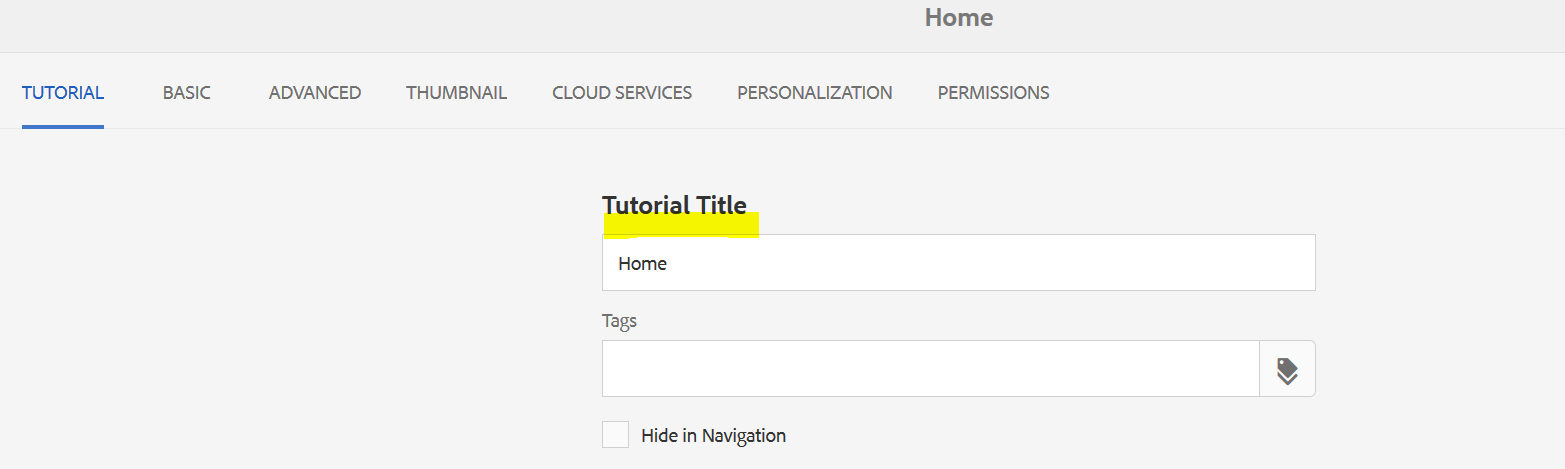 Home
TUTORIAL BASIC ADVANCED THUMBNAIL CLOUD SERVICES PERSONALIZATION PERMISSIONS
Tutorial Title
Home
Tags
Hide in Navigation